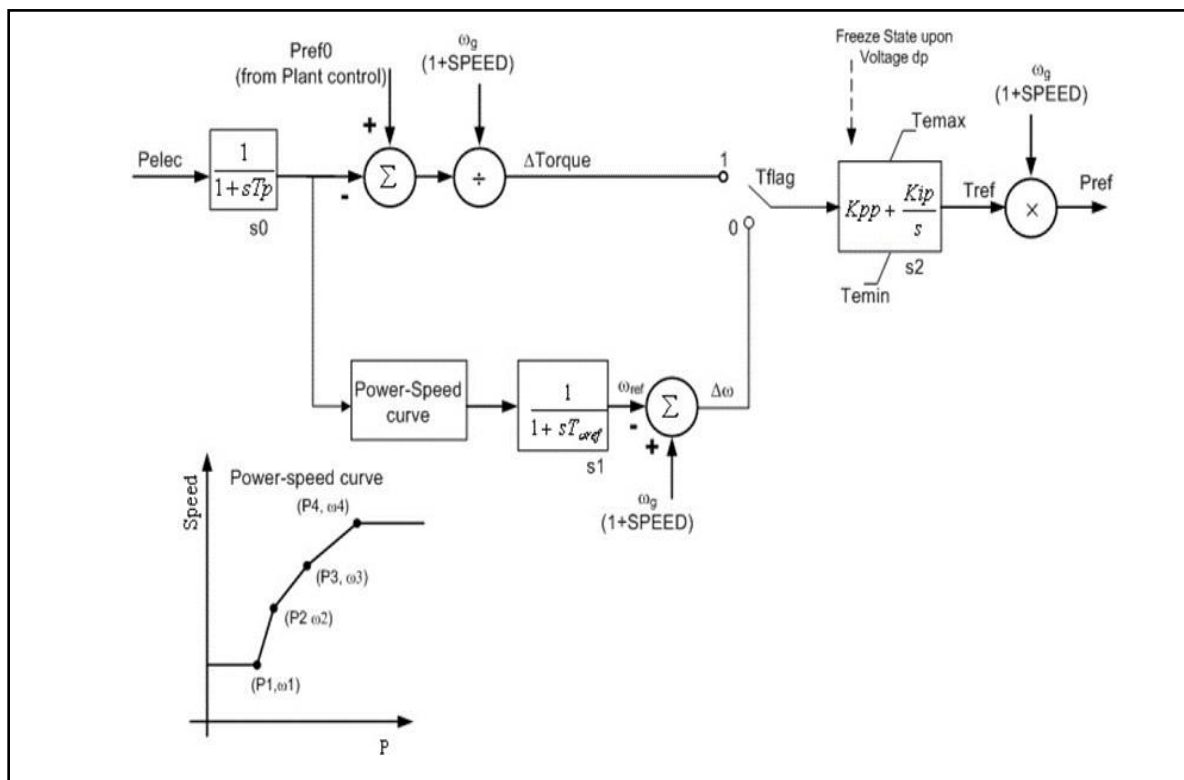 Pref0
(from Plant control)
ωg
(1+SPEED)
Freeze State upon
Voltage dp
ωg
(1+SPEED)
Temax
Pelec
1
1+sTp
s0
+
-
Σ
÷
ΔTorque
1
Tflag
0
Kpp + Kip
s
s2
Temin
Tref
×
Pref
Power-Speed
curve
1
1+sTωref
s1
ωref
-
+
Σ
Δω
ωg
(1+SPEED)
Power-speed curve
Speed
(P4, ω4)
(P3, ω3)
(P2 ω2)
(P1,ω1)
P